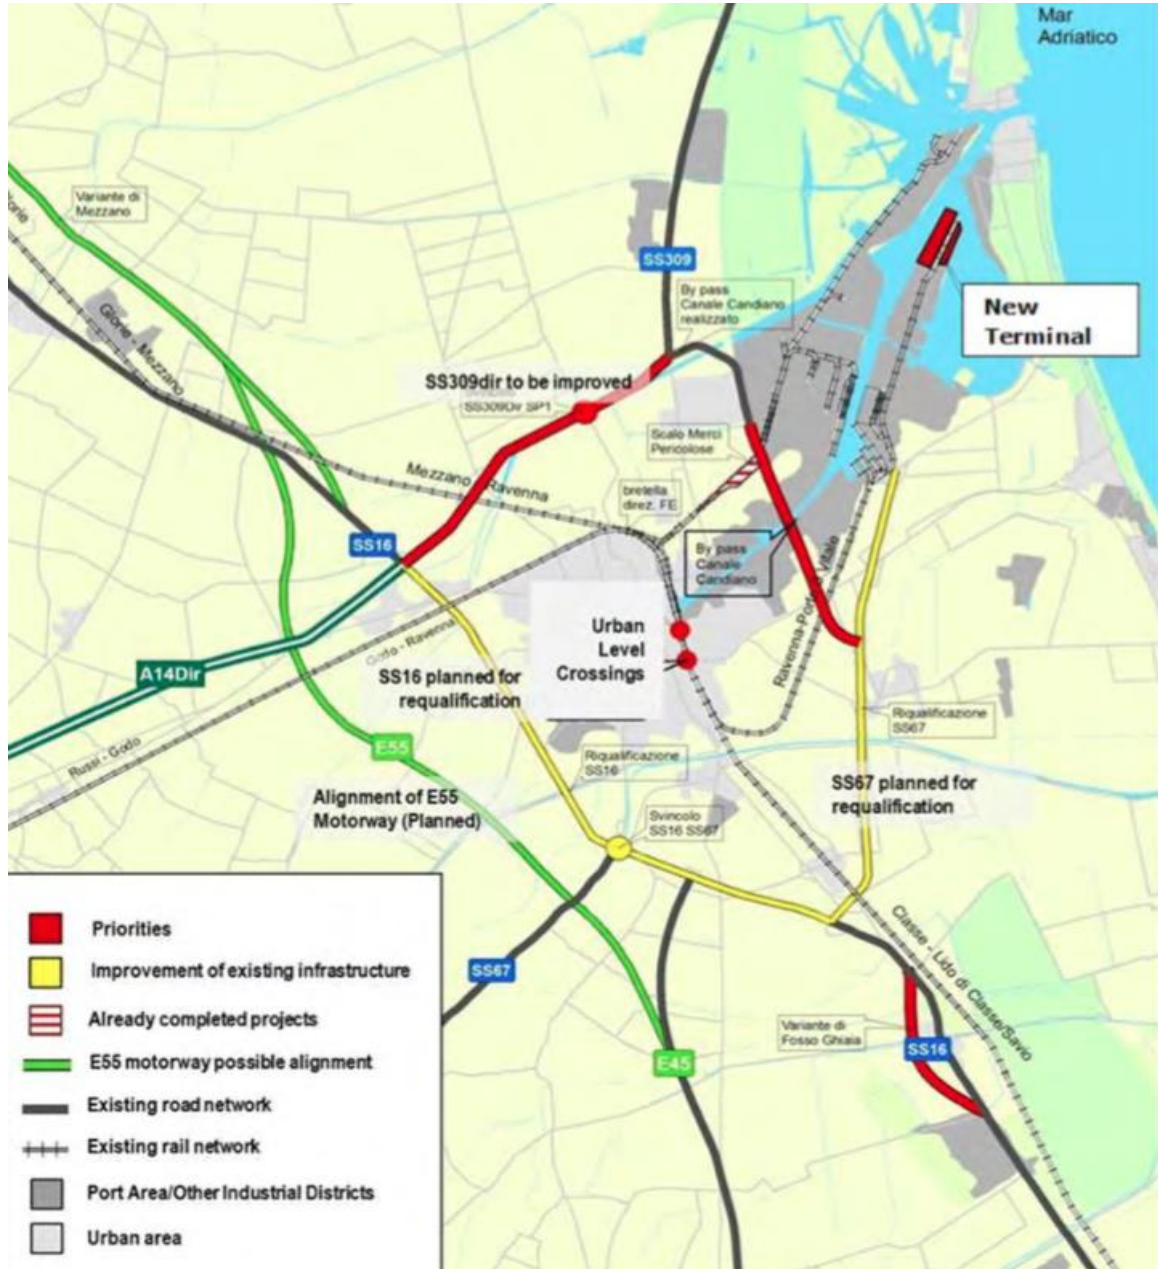 Mar
Adriatico
Variante di
Mezzano
Glorie - Mezzano
SS309
By pass
Canale Candiano
realizzato
New
Terminal
SS309dir to be improved
SS309Dir SP1
Scalo Merci
Pericolose
Mezzano - Ravenna
bretella
direz. FE
SS16
By pass
Canale
Candiano
Urban
Level
Crossings
Godo - Ravenna
A14Dir
SS16 planned for
requalification
Riqualificazione
SS67
Russi - Godo
E55
Riqualificazione
SS16
Alignment of E55
Motorway (Planned)
SS67 planned for
requalification
Svincolo
SS16 SS67
Classe - Lido di Classe/Savio
SS67
Variante di
Fosso Ghiaia
SS16
E45
Priorities
Improvement of existing infrastructure
Already completed projects
E55 motorway possible alignment
Existing road network
Existing rail network
Port Area/Other Industrial Districts
Urban area